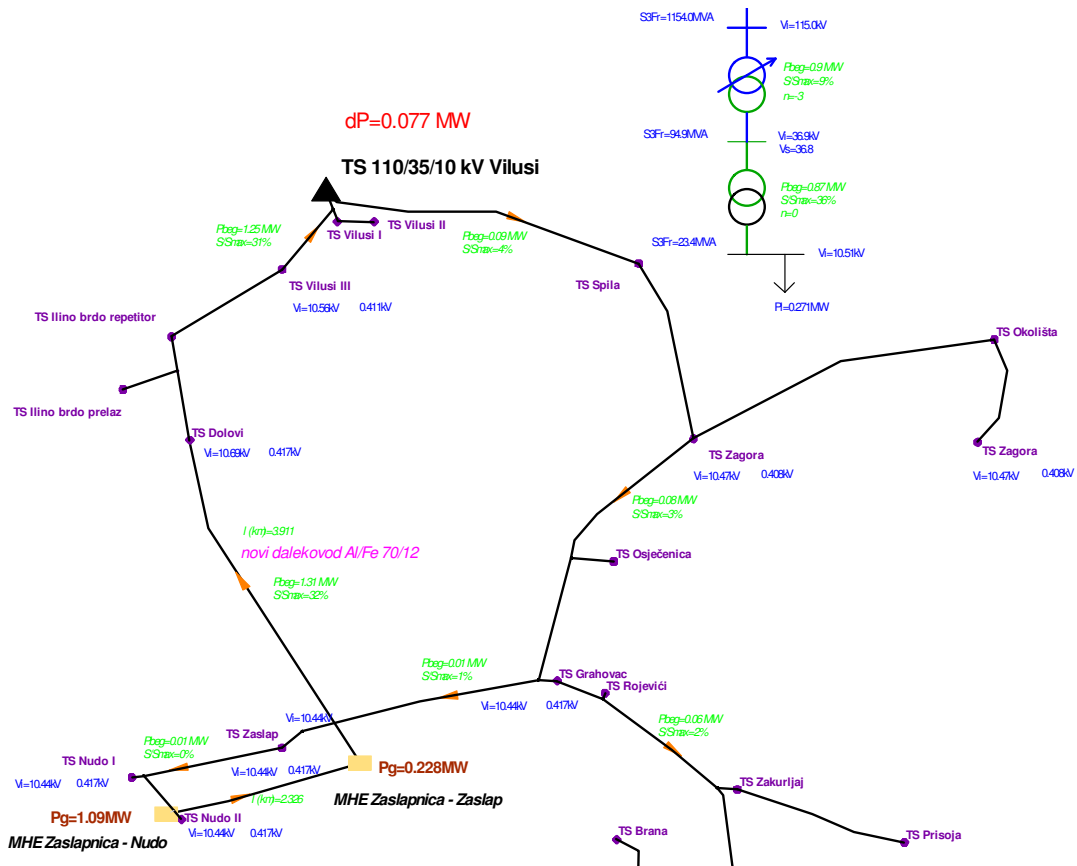 S3Fr=1154.0MVA
Vi=115.0kV
Pbeg=0.9 MW
S/Smax=9%
n=-3
S3Fr=94.9MVA
Vi=36.9kV
Vs=36.8
Pbeg=0.87 MW
S/Smax=36%
n=0
S3Fr=23.4MVA
Vi=10.51kV
Pl=0.271MW
dP=0.077 MW
TS 110/35/10 kV Vilusi
TS Vilusi I
TS Vilusi II
Pbeg=1.25 MW
S/Smax=31%
Pbeg=0.09 MW
S/Smax=4%
TS Vilusi III
Vi=10.56kV 0.411kV
TS Spila
TS Ilino brdo repetitor
TS Ilino brdo prelaz
TS Okolišta
TS Dolovi
Vi=10.69kV 0.417kV
TS Zagora
Vi=10.47kV 0.408kV
TS Zagora
Vi=10.47kV 0.408kV
Pbeg=0.08 MW
S/Smax=3%
l (km)=3.911
novi dalekovod Al/Fe 70/12
Pbeg=1.31 MW
S/Smax=32%
TS Osječenica
Pbeg=0.01 MW
S/Smax=1%
TS Grahovac
TS Rojevići
Vi=10.44kV 0.417kV
Vi=10.44kV
Pbeg=0.06 MW
S/Smax=2%
TS Zaslap
Vi=10.44kV 0.417kV
Pbeg=0.01 MW
S/Smax=0%
TS Nudo I
Vi=10.44kV 0.417kV
Pg=0.228MW
MHE Zaslapnica - Zaslap
l (km)=2.326
Pg=1.09MW
TS Nudo II
Vi=10.44kV 0.417kV
MHE Zaslapnica - Nudo
TS Zakurljaj
TS Brana
TS Prisoja